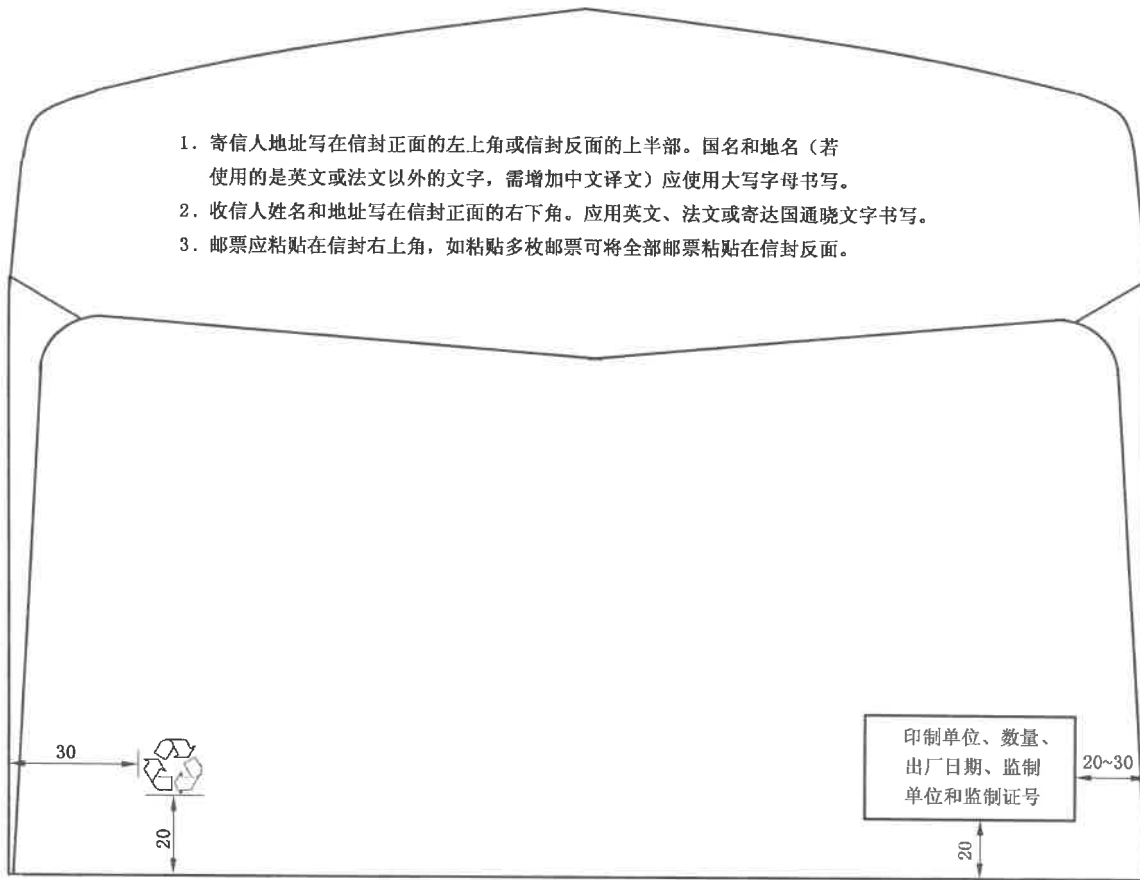 1. 寄信人地址写在信封正面的左上角或信封反面的上半部。国名和地名（若
使用的是英文或法文以外的文字，需增加中文译文）应使用大写字母书写。
2. 收信人姓名和地址写在信封正面的右下角。应用英文、法文或寄达国通晓文字书写。
3. 邮票应粘贴在信封右上角，如粘贴多枚邮票可将全部邮票粘贴在信封反面。
30
20
印制单位、数量、
出厂日期、监制
单位和监制证号
20~30
20